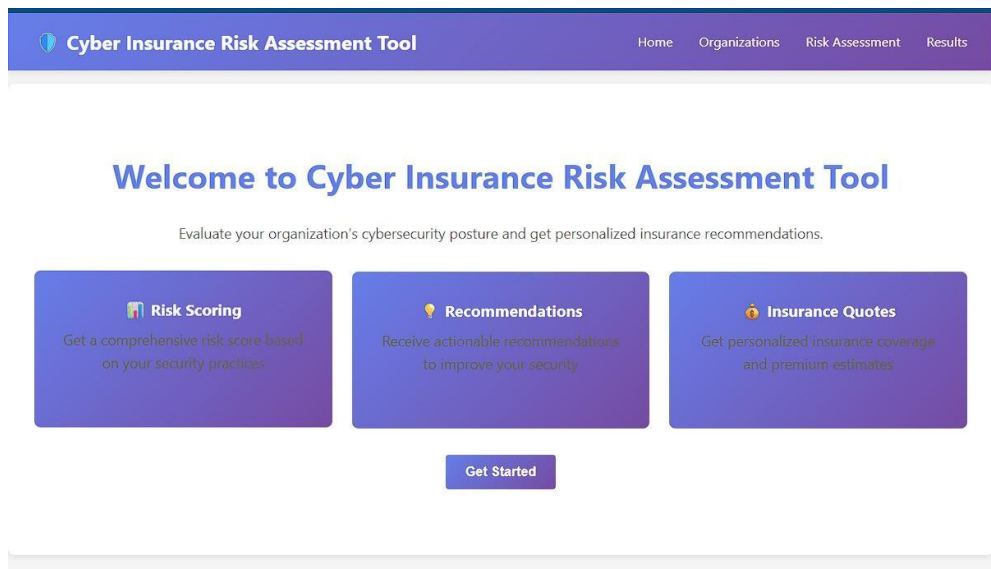 Cyber Insurance Risk Assessment Tool
Home Organizations Risk Assessment Results
Welcome to Cyber Insurance Risk Assessment Tool
Evaluate your organization's cybersecurity posture and get personalized insurance recommendations.
Risk Scoring
Get a comprehensive risk score based
on your security practices
Recommendations
Receive actionable recommendations
to improve your security
Insurance Quotes
Get personalized insurance coverage
and premium estimates
Get Started